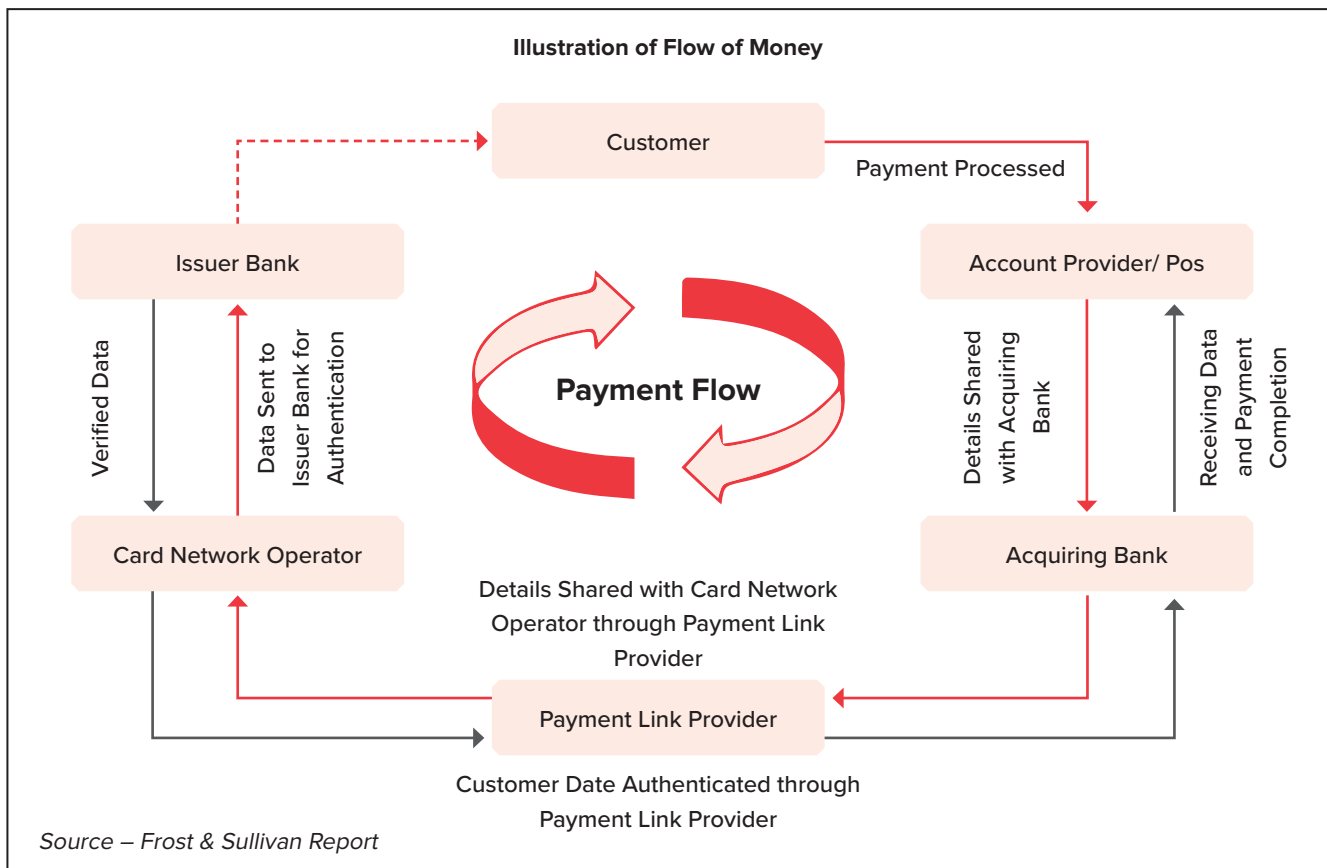 Illustration of Flow of Money
Customer
Payment Processed
Issuer Bank
Account Provider/ Pos
Verified Data
Data Sent to
Issuer Bank for
Authentication
Payment Flow
Details Shared
with Acquiring
Bank
Receiving Data
and Payment
Completion
Card Network Operator
Acquiring Bank
Details Shared with Card Network
Operator through Payment Link
Provider
Payment Link Provider
Customer Date Authenticated through
Payment Link Provider
Source – Frost & Sullivan Report